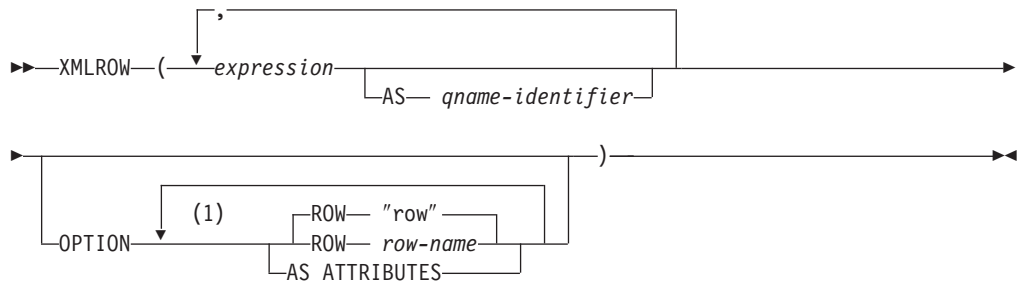 ,
XMLROW ( expression
AS qname-identifier
)
(1) ROW "row"
OPTION ROW row-name
AS ATTRIBUTES